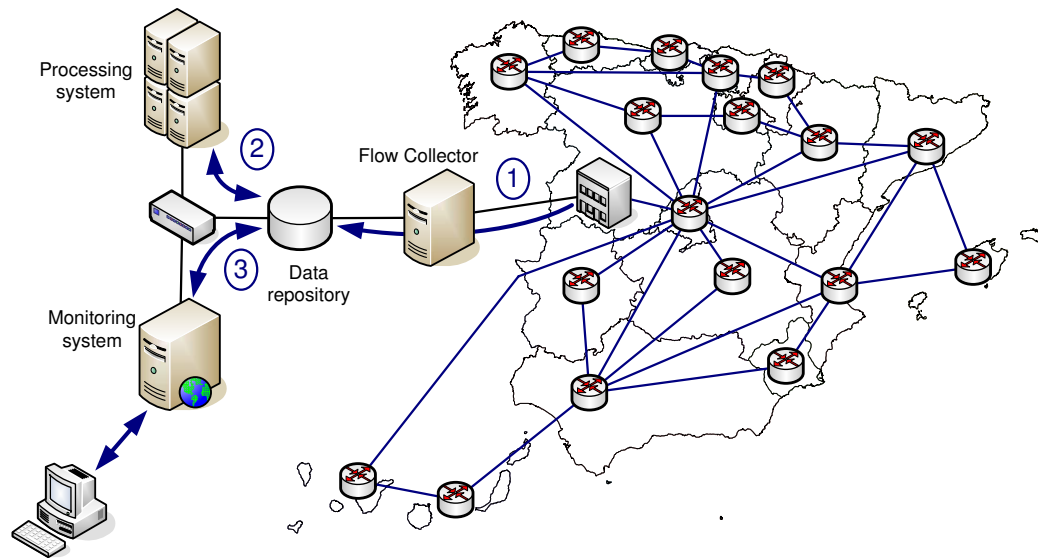 Processing
system
2
Flow Collector
1
3
Data
repository
Monitoring
system